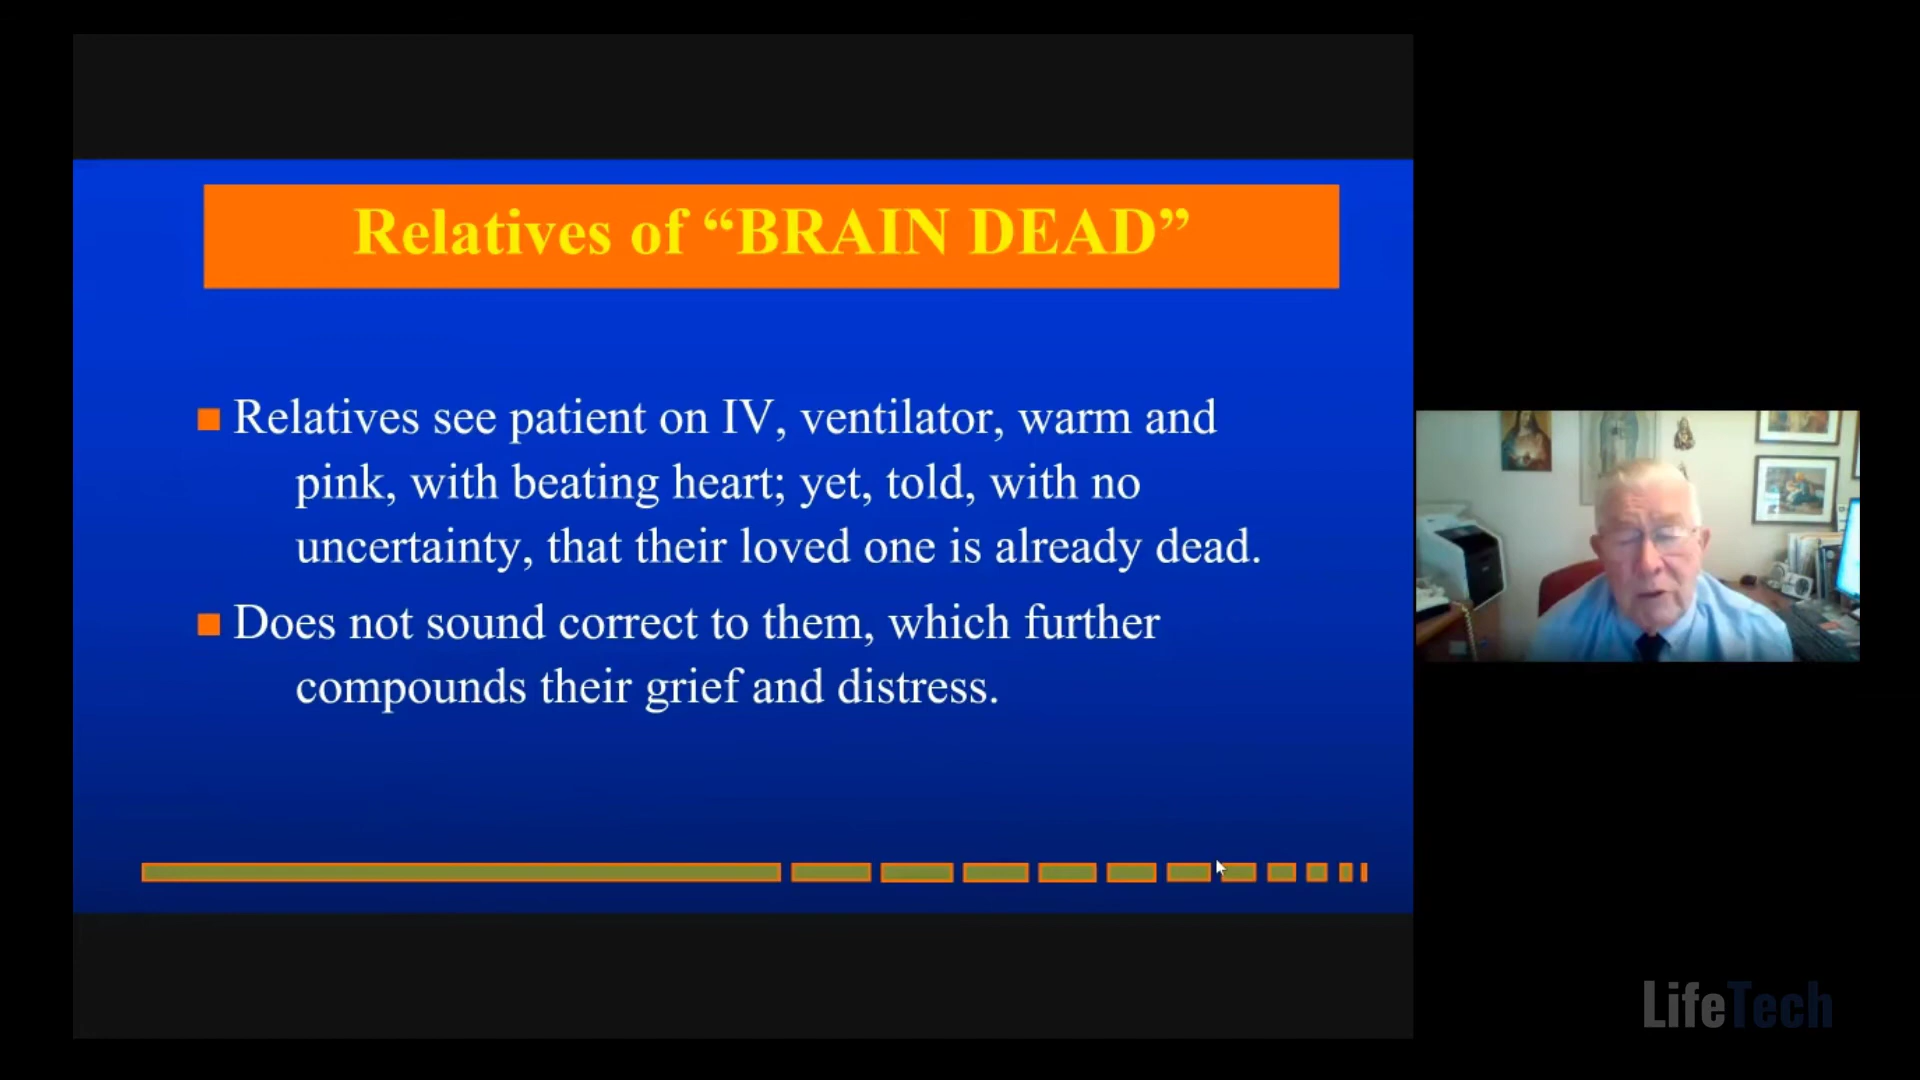 Relatives of “BRAIN DEAD”
Relatives see patient on IV, ventilator, warm and
pink, with beating heart; yet, told, with no
uncertainty, that their loved one is already dead.
Does not sound correct to them, which further
compounds their grief and distress.
LifeTech